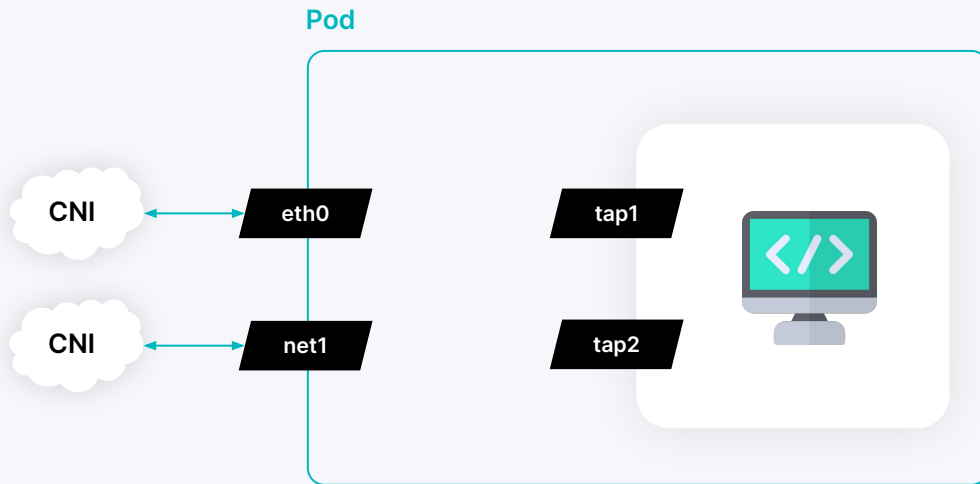 Pod
CNI
eth0
tap1
CNI
net1
tap2